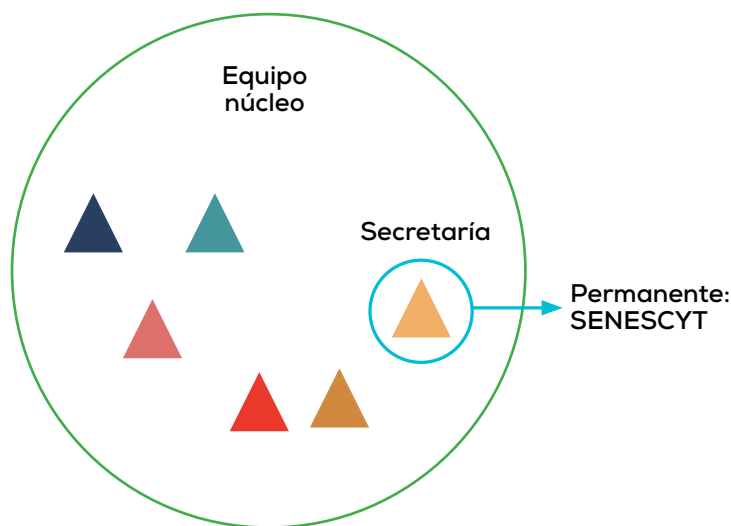 Equipo
núcleo
Secretaría
Permanente:
SENESCYT